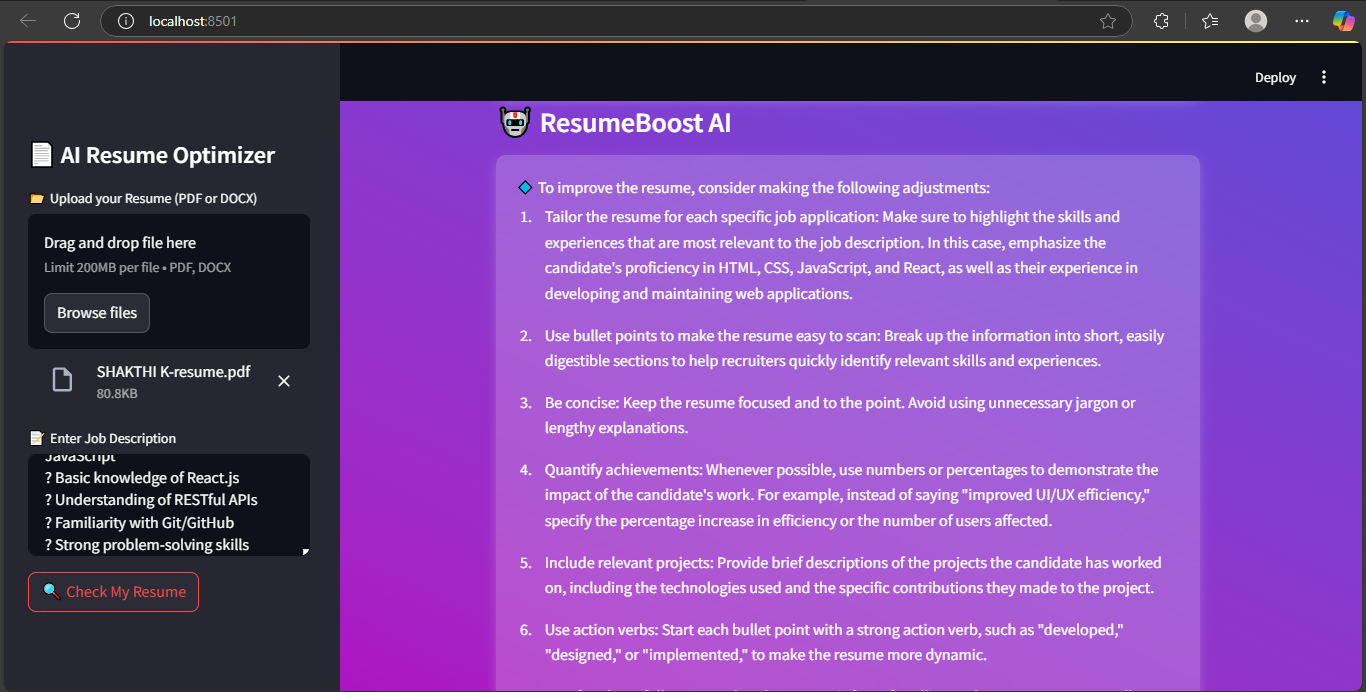 localhost:8501
Deploy
AI Resume Optimizer
Upload your Resume (PDF or DOCX)
Drag and drop file here
Limit 200MB per file • PDF, DOCX
Browse files
SHAKTHI K-resume.pdf
80.8KB
Enter Job Description
JavaScript
? Basic knowledge of React.js
? Understanding of RESTful APIs
? Familiarity with Git/GitHub
? Strong problem-solving skills
Check My Resume
ResumeBoost AI
To improve the resume, consider making the following adjustments:
1. Tailor the resume for each specific job application: Make sure to highlight the skills and
experiences that are most relevant to the job description. In this case, emphasize the
candidate's proficiency in HTML, CSS, JavaScript, and React, as well as their experience in
developing and maintaining web applications.
2. Use bullet points to make the resume easy to scan: Break up the information into short, easily
digestible sections to help recruiters quickly identify relevant skills and experiences.
3. Be concise: Keep the resume focused and to the point. Avoid using unnecessary jargon or
lengthy explanations.
4. Quantify achievements: Whenever possible, use numbers or percentages to demonstrate the
impact of the candidate's work. For example, instead of saying "improved UI/UX efficiency,"
specify the percentage increase in efficiency or the number of users affected.
5. Include relevant projects: Provide brief descriptions of the projects the candidate has worked
on, including the technologies used and the specific contributions they made to the project.
6. Use action verbs: Start each bullet point with a strong action verb, such as "developed,"
"designed," or "implemented," to make the resume more dynamic.